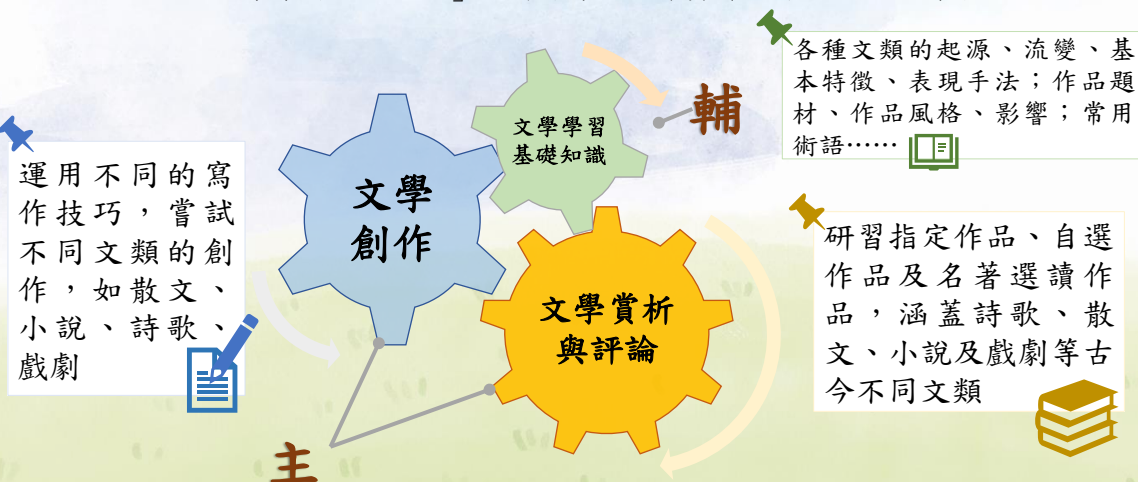 各種文類的起源、流變、基
本特徵、表現手法；作品題
材、作品風格、影響；常用
術語……
輔
文學學習
基礎知識
運用不同的寫
作技巧，嘗試
不同文類的創
作，如散文、
小說、詩歌、
戲劇
文學
創作
研習指定作品、自選
作品及名著選讀作
品，涵蓋詩歌、散
文、小說及戲劇等古
今不同文類
文學賞析
與評論
主